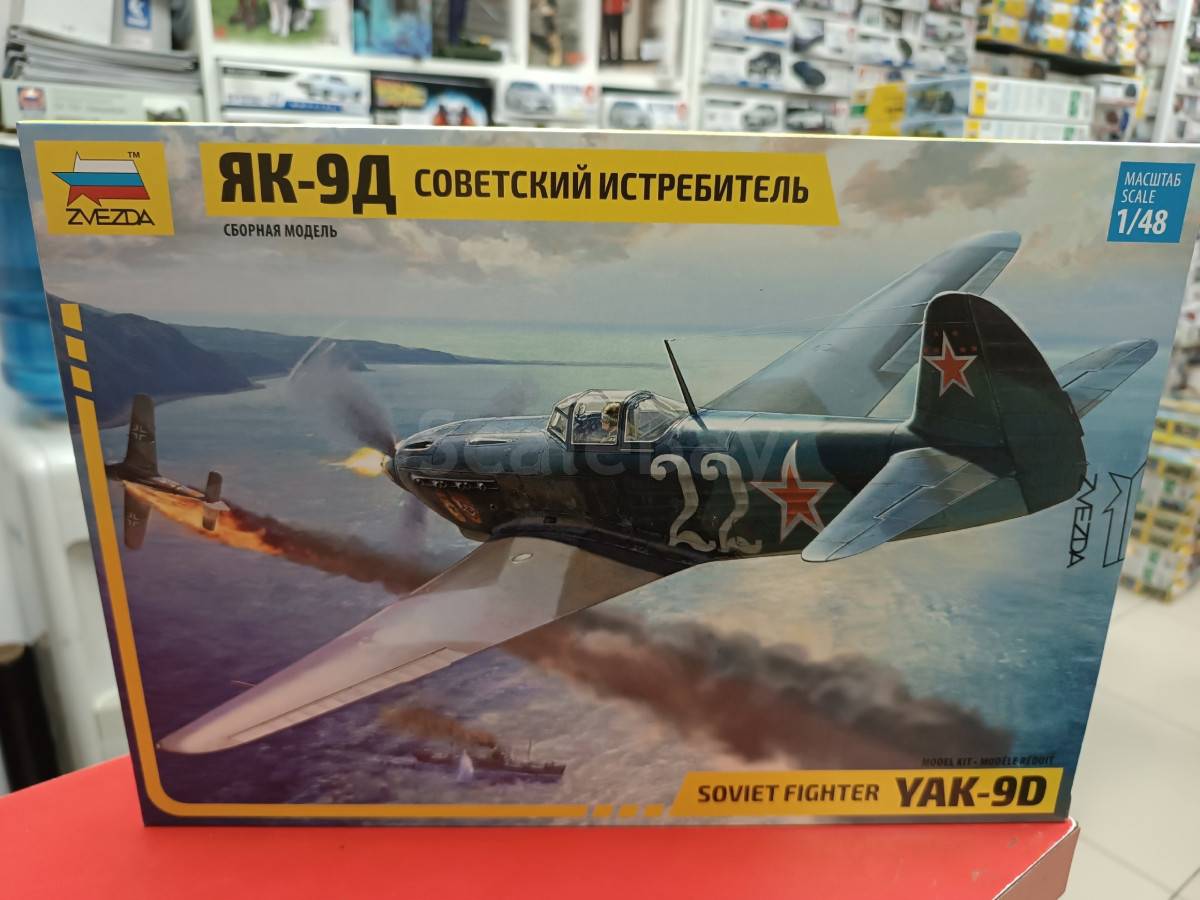 ZVEZDA
TM
ЯК-9Д СОВЕТСКИЙ ИСТРЕБИТЕЛЬ
СБОРНАЯ МОДЕЛЬ
МАСШТАБ
SCALE
1/48
22
ZVEZDA
MODEL KIT - MODÈLE RÉDUIT
SOVIET FIGHTER YAK-9D